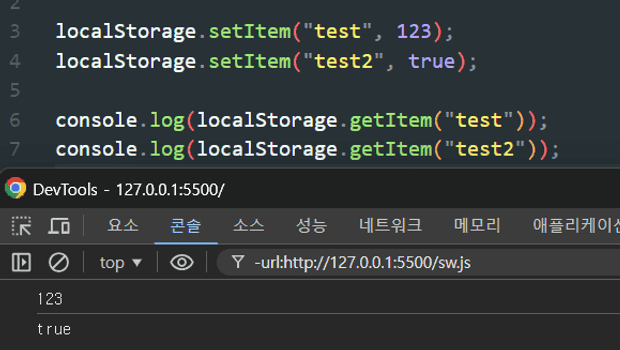 2
3 localStorage.setItem("test", 123);
4 localStorage.setItem("test2", true);
5
6 console.log(localStorage.getItem("test"));
7 console.log(localStorage.getItem("test2"));
DevTools - 127.0.0.1:5500/
요소 콘솔 소스 성능 네트워크 메모리 애플리케이션
top ▼ -url:http://127.0.0.1:5500/sw.js
123
true